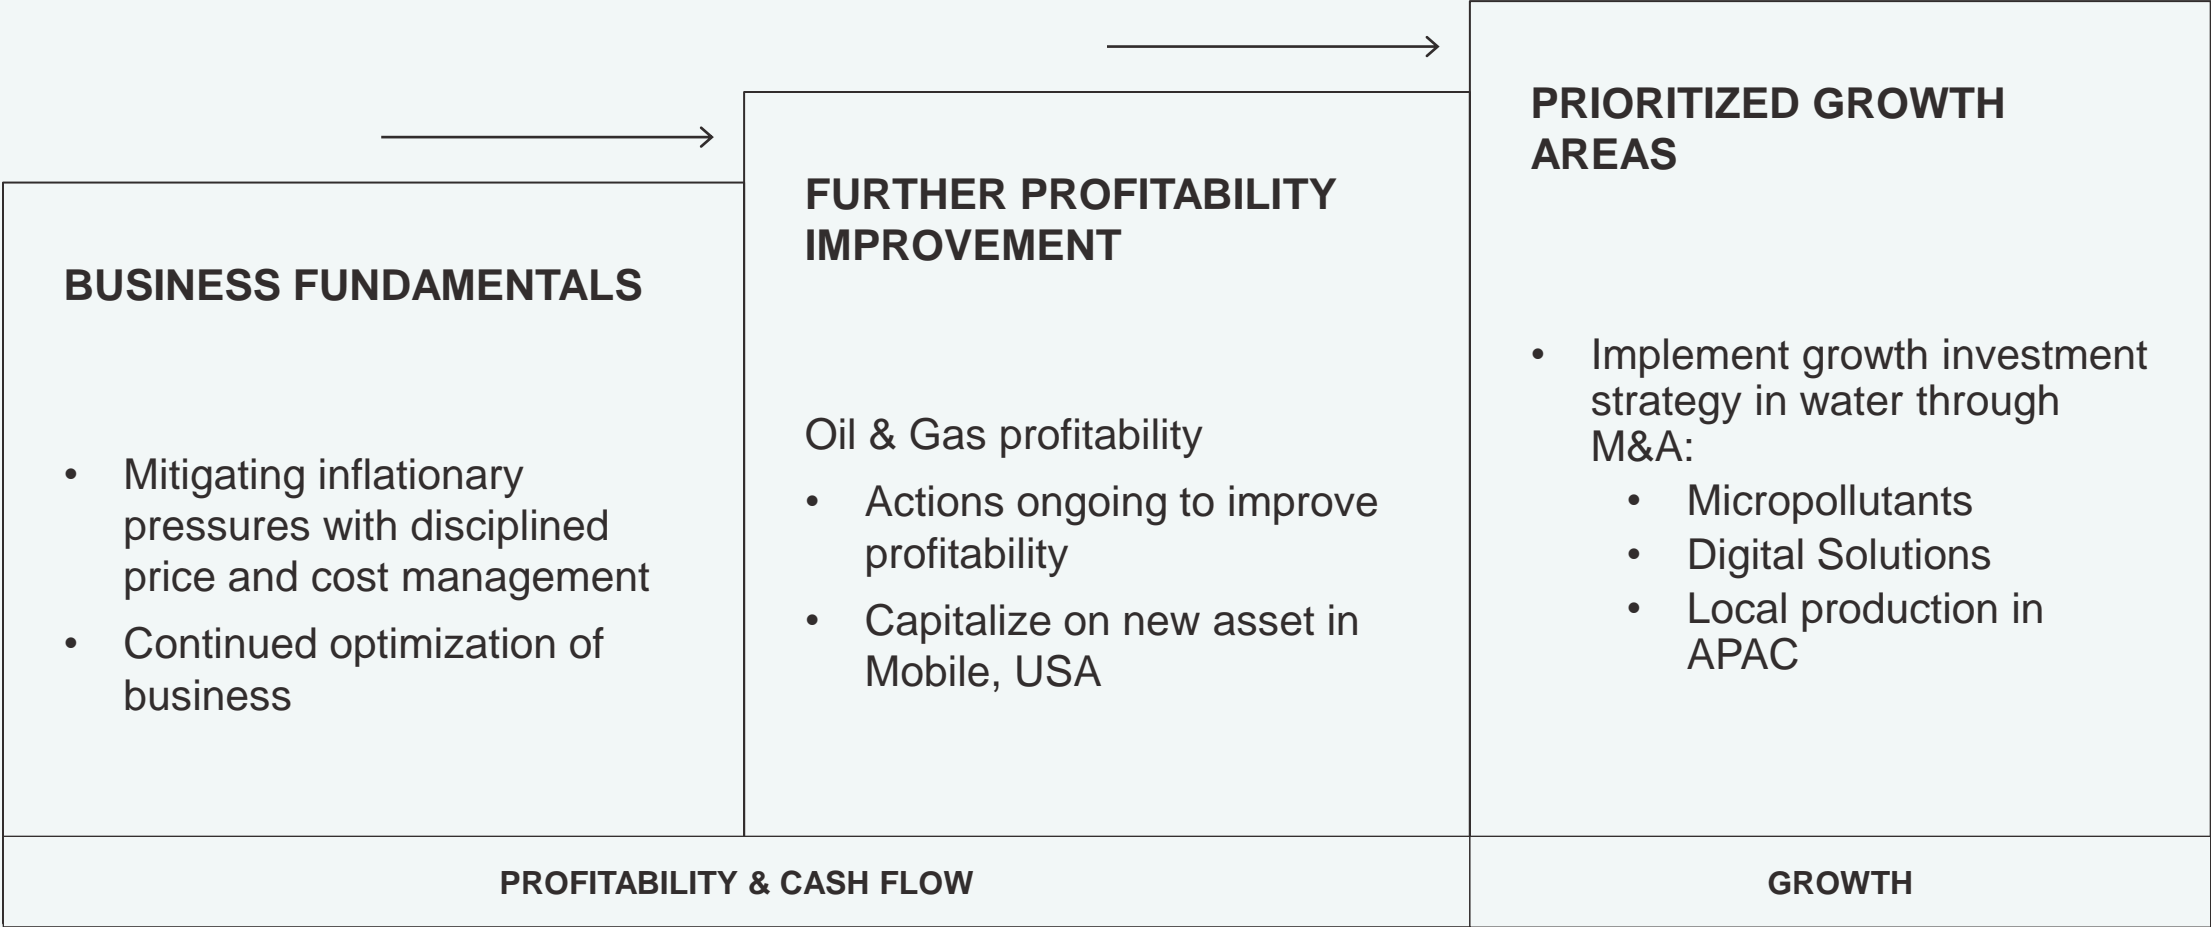 BUSINESS FUNDAMENTALS
• Mitigating inflationary
pressures with disciplined
price and cost management
• Continued optimization of
business
FURTHER PROFITABILITY
IMPROVEMENT
Oil & Gas profitability
• Actions ongoing to improve
profitability
• Capitalize on new asset in
Mobile, USA
PRIORITIZED GROWTH
AREAS
• Implement growth investment
strategy in water through
M&A:
• Micropollutants
• Digital Solutions
• Local production in
APAC
PROFITABILITY & CASH FLOW
GROWTH